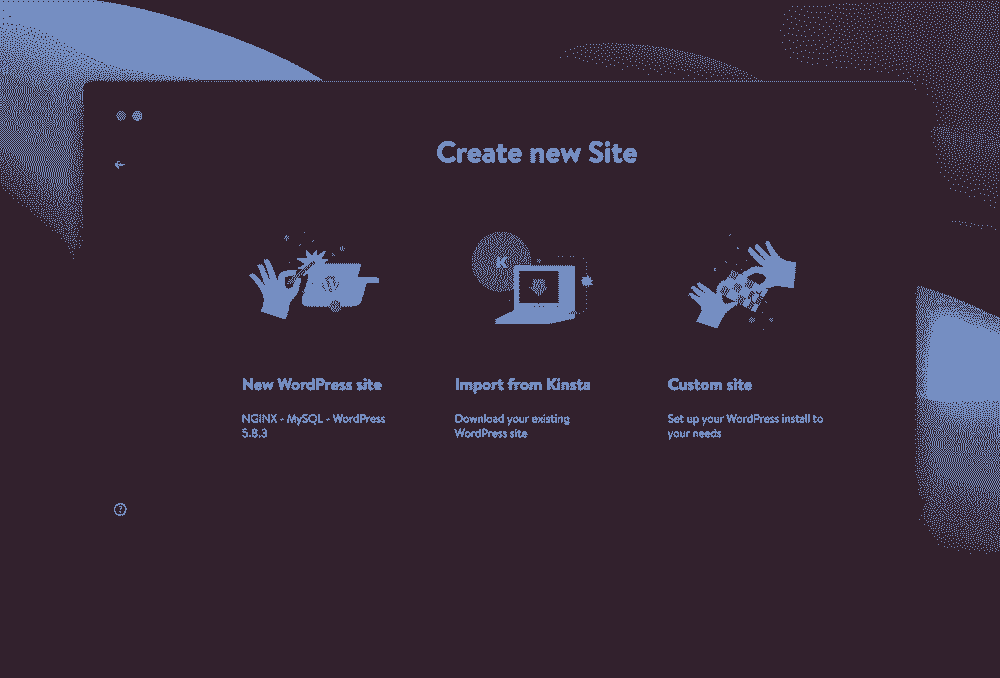 Create new Site
K
New WordPress site
NGiNX - MySQL - WordPress
5.8.3
Import from Kinsta
Download your existing
WordPress site
Custom site
Set up your WordPress install to
your needs
?